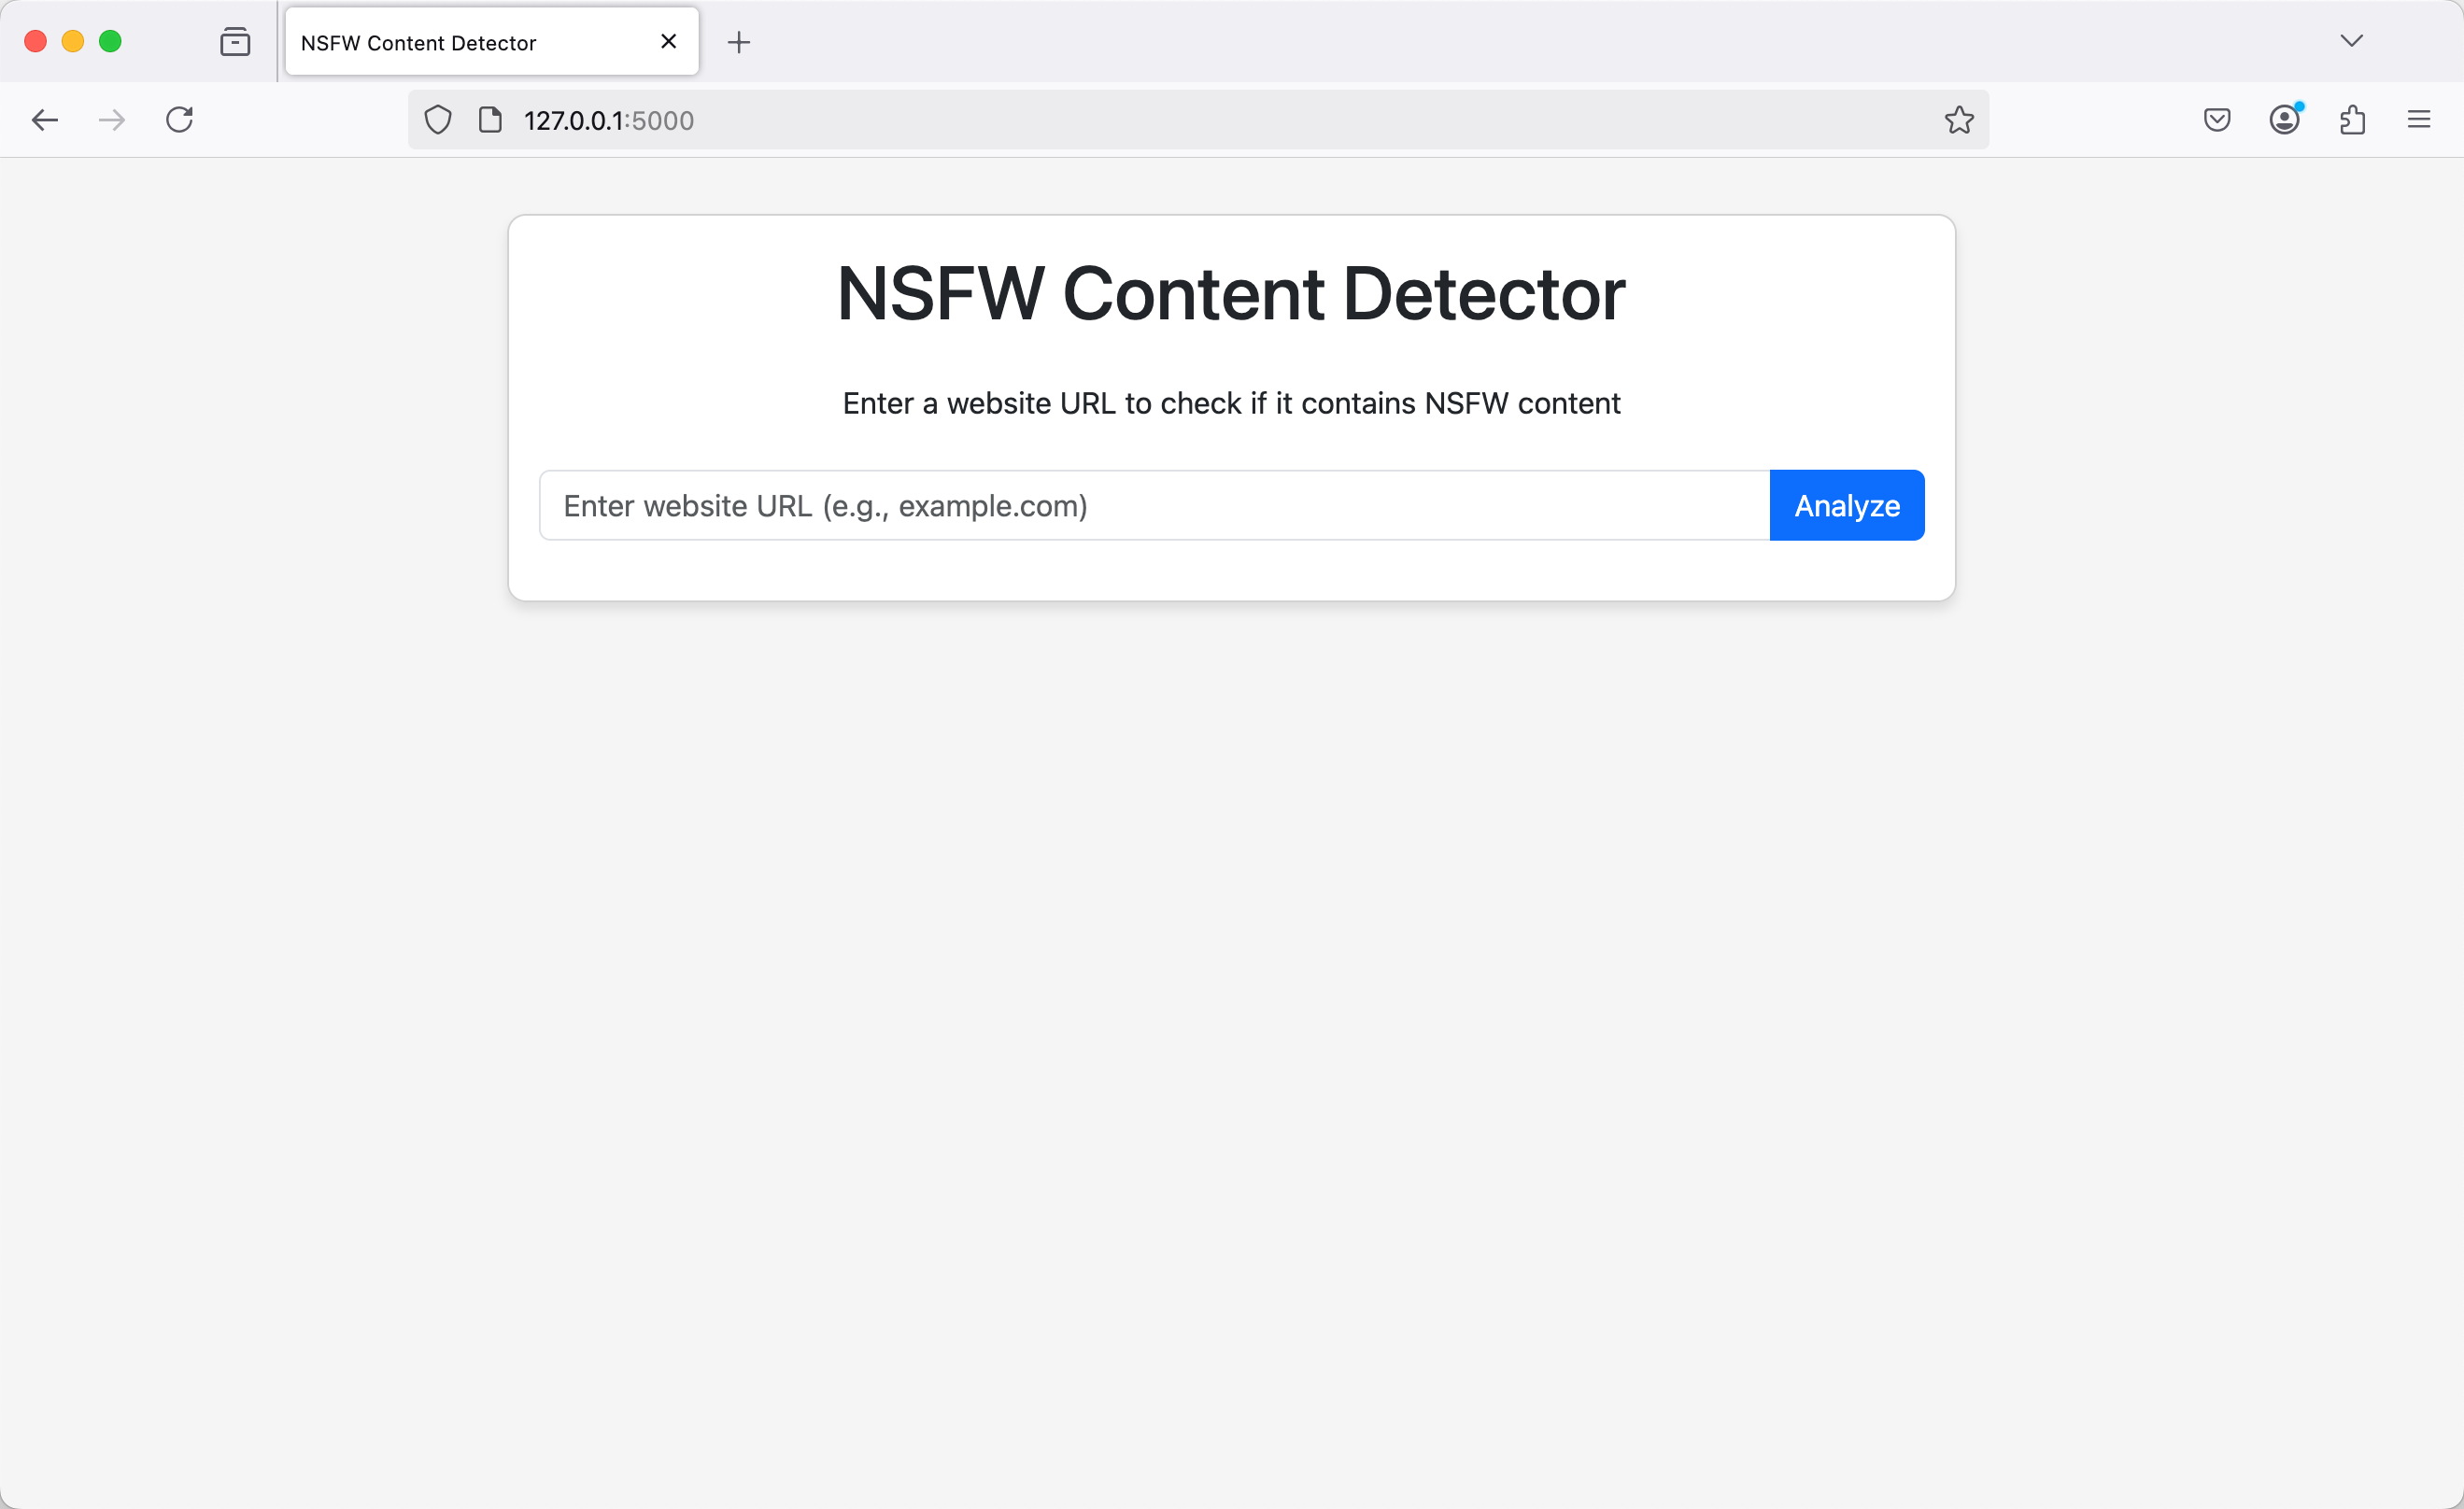 NSFW Content Detector
127.0.0.1:5000
NSFW Content Detector
Enter a website URL to check if it contains NSFW content
Enter website URL (e.g., example.com)
Analyze